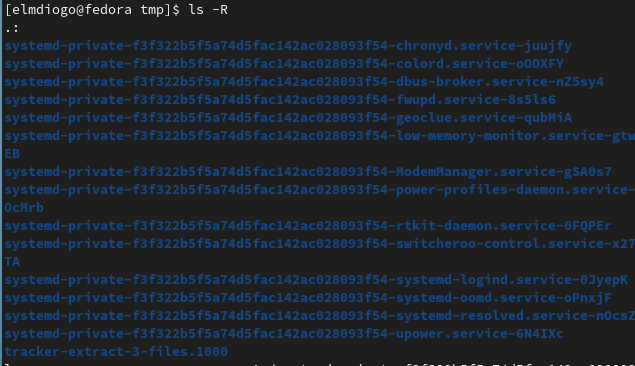 [elmdiogo@fedora tmp]$ ls -R
.:
systemd-private-f3f322b5f5a74d5fac142ac028093f54-chronyd.service-juujfy
systemd-private-f3f322b5f5a74d5fac142ac028093f54-colord.service-oODXFY
systemd-private-f3f322b5f5a74d5fac142ac028093f54-dbus-broker.service-nZ5sy4
systemd-private-f3f322b5f5a74d5fac142ac028093f54-fwupd.service-8s5ls6
systemd-private-f3f322b5f5a74d5fac142ac028093f54-geoclue.service-qubMiA
systemd-private-f3f322b5f5a74d5fac142ac028093f54-low-memory-monitor.service-gtw
EB
systemd-private-f3f322b5f5a74d5fac142ac028093f54-ModemManager.service-gSA0s7
systemd-private-f3f322b5f5a74d5fac142ac028093f54-power-profiles-daemon.service-
OcMrb
systemd-private-f3f322b5f5a74d5fac142ac028093f54-rtkit-daemon.service-0FQPEr
systemd-private-f3f322b5f5a74d5fac142ac028093f54-switcheroo-control.service-x27
TA
systemd-private-f3f322b5f5a74d5fac142ac028093f54-systemd-logind.service-0JyepK
systemd-private-f3f322b5f5a74d5fac142ac028093f54-systemd-oomd.service-oPnxjF
systemd-private-f3f322b5f5a74d5fac142ac028093f54-systemd-resolved.service-nOcsZ
systemd-private-f3f322b5f5a74d5fac142ac028093f54-upower.service-6N4IXc
tracker-extract-3-files.1000